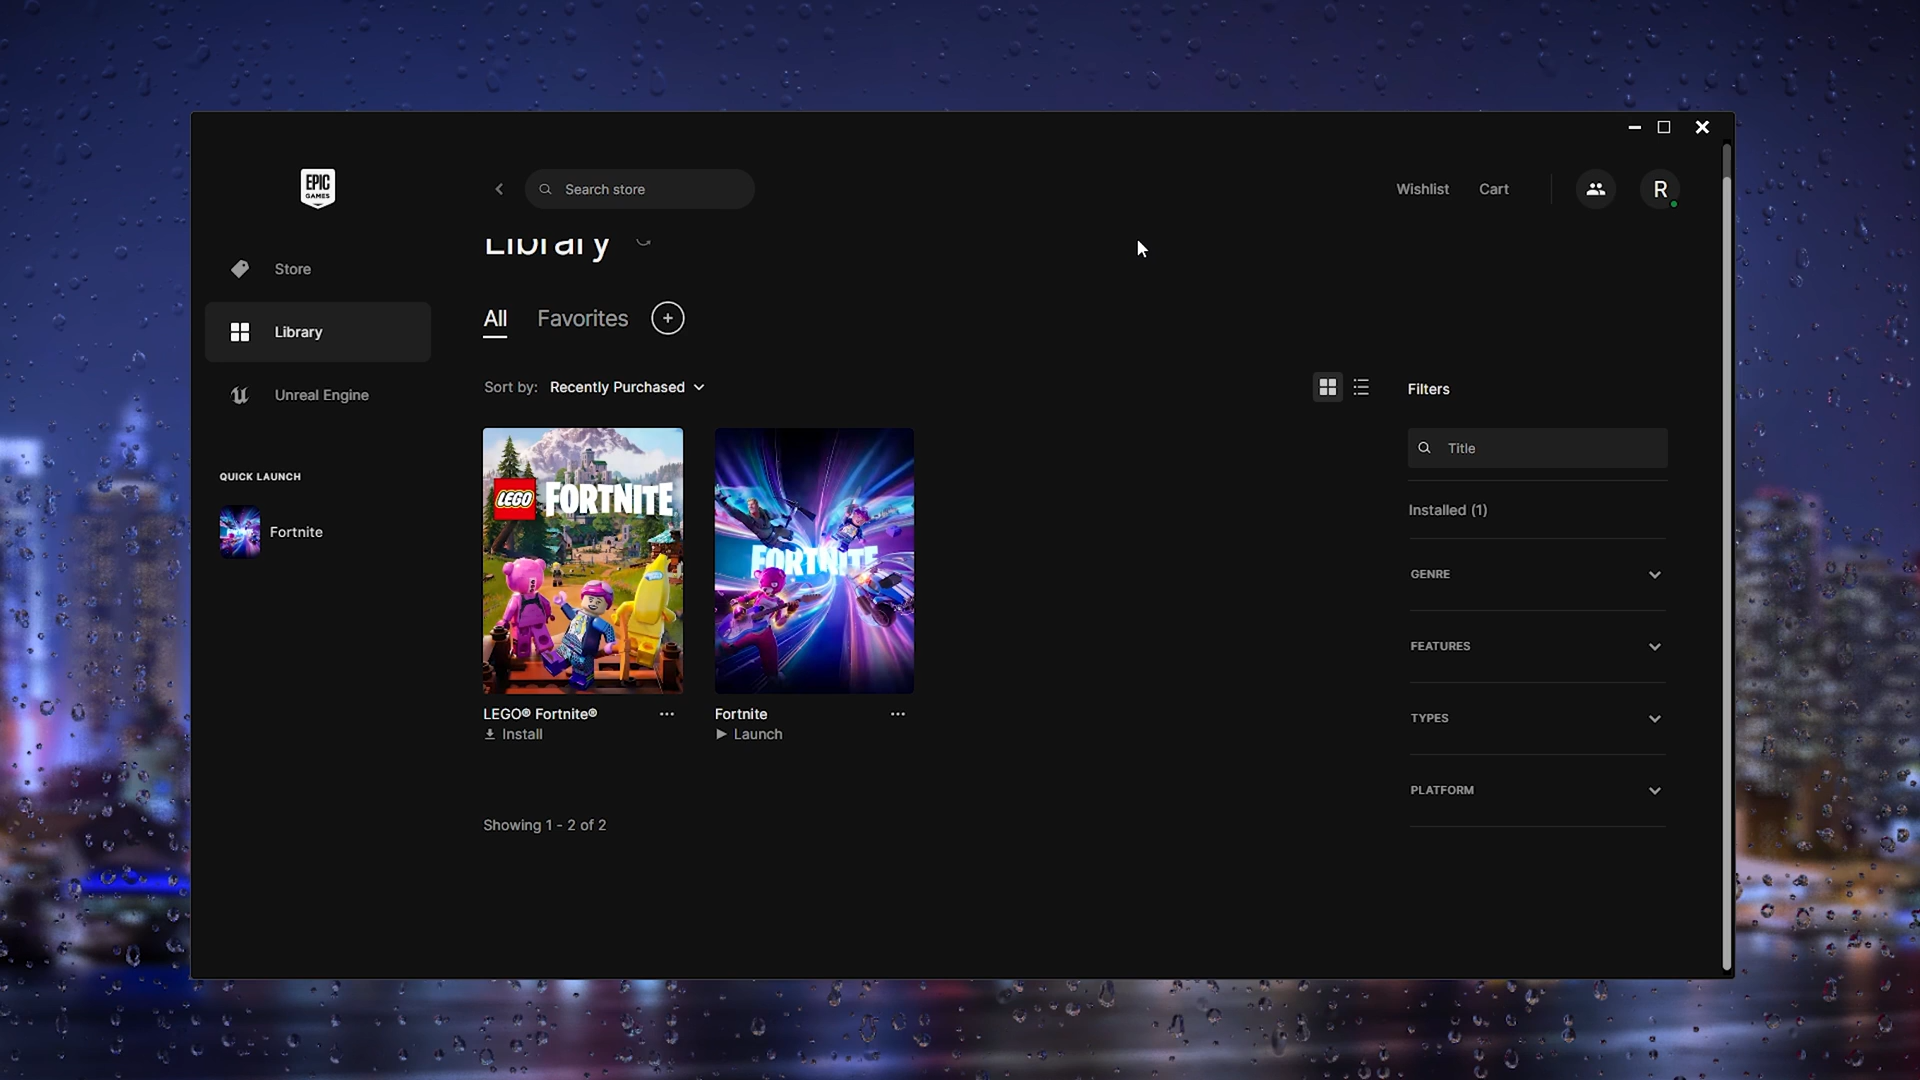 EPIC
GAMES
Search store
Wishlist
Cart
R
Library
Store
Library
Unreal Engine
QUICK LAUNCH
Fortnite
All
Favorites
Sort by: Recently Purchased
Filters
Title
Installed (1)
GENRE
FEATURES
TYPES
PLATFORM
LEGO FORTNITE
FORTNITE
LEGO® Fortnite®
Install
Fortnite
Launch
Showing 1 - 2 of 2